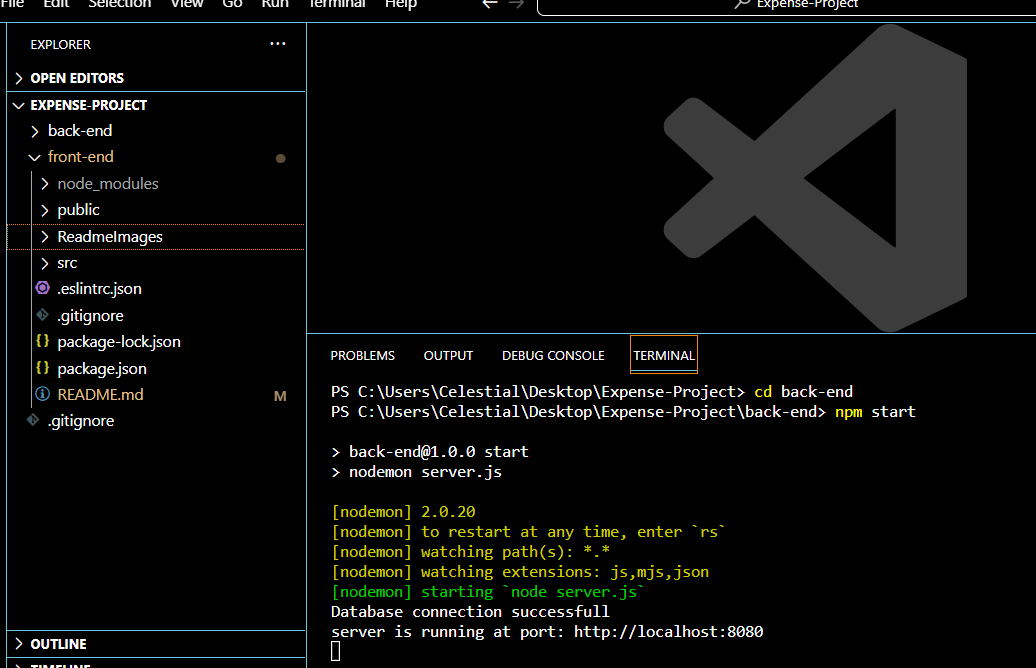 File Edit Selection View Go Run Terminal Help
Expense-Project
EXPLORER
OPEN EDITORS
EXPENSE-PROJECT
back-end
front-end
node_modules
public
ReadmeImages
src
.eslintrc.json
.gitignore
{} package-lock.json
{} package.json
README.md M
.gitignore
OUTLINE
TIMELINE
PROBLEMS OUTPUT DEBUG CONSOLE TERMINAL
PS C:\Users\Celestial\Desktop\Expense-Project> cd back-end
PS C:\Users\Celestial\Desktop\Expense-Project\back-end> npm start
> back-end@1.0.0 start
> nodemon server.js
[nodemon] 2.0.20
[nodemon] to restart at any time, enter `rs`
[nodemon] watching path(s): *.*
[nodemon] watching extensions: js,mjs,json
[nodemon] starting `node server.js`
Database connection successfull
server is running at port: http://localhost:8080